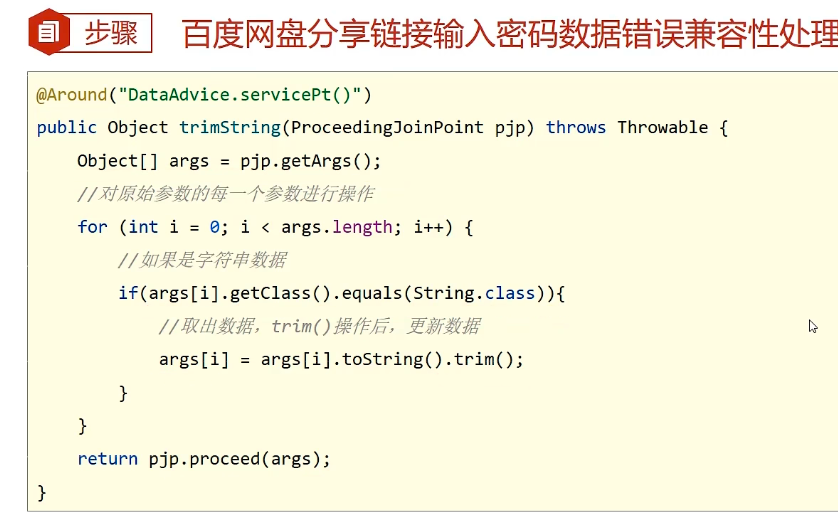 步骤
百度网盘分享链接输入密码数据错误兼容性处理
@Around("DataAdvice.servicePt()")
public Object trimString(ProceedingJoinPoint pjp) throws Throwable {
    Object[] args = pjp.getArgs();
    //对原始参数的每一个参数进行操作
    for (int i = 0; i < args.length; i++) {
        //如果是字符串数据
        if(args[i].getClass().equals(String.class)){
            //取出数据，trim()操作后，更新数据
            args[i] = args[i].toString().trim();
        }
    }
    return pjp.proceed(args);
}